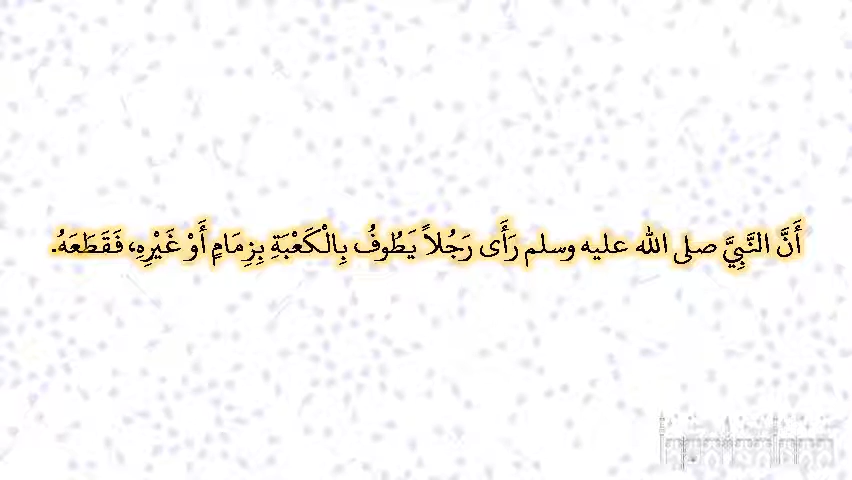 أَنَّ النَّبِيَّ صلى الله عليه وسلم رَأَى رَجُلاً يَطُوفُ بِالْكَعْبَةِ بِزِمَامٍ أَوْ غَيْرِهِ، فَقَطَعَهُ.